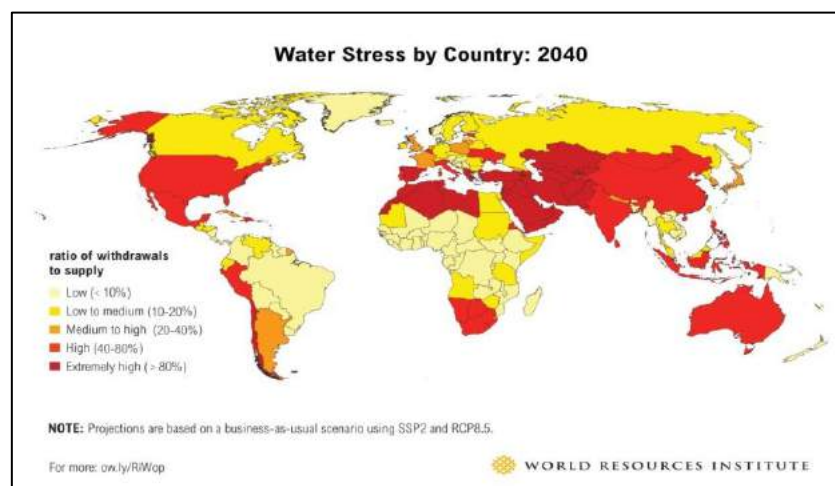 Water Stress by Country: 2040
ratio of withdrawals
to supply
Low (< 10%)
Low to medium (10-20%)
Medium to high (20-40%)
High (40-80%)
Extremely high (> 80%)
NOTE: Projections are based on a business-as-usual scenario using SSP2 and RCP8.5.
For more: ow.ly/RiWop
WORLD RESOURCES INSTITUTE